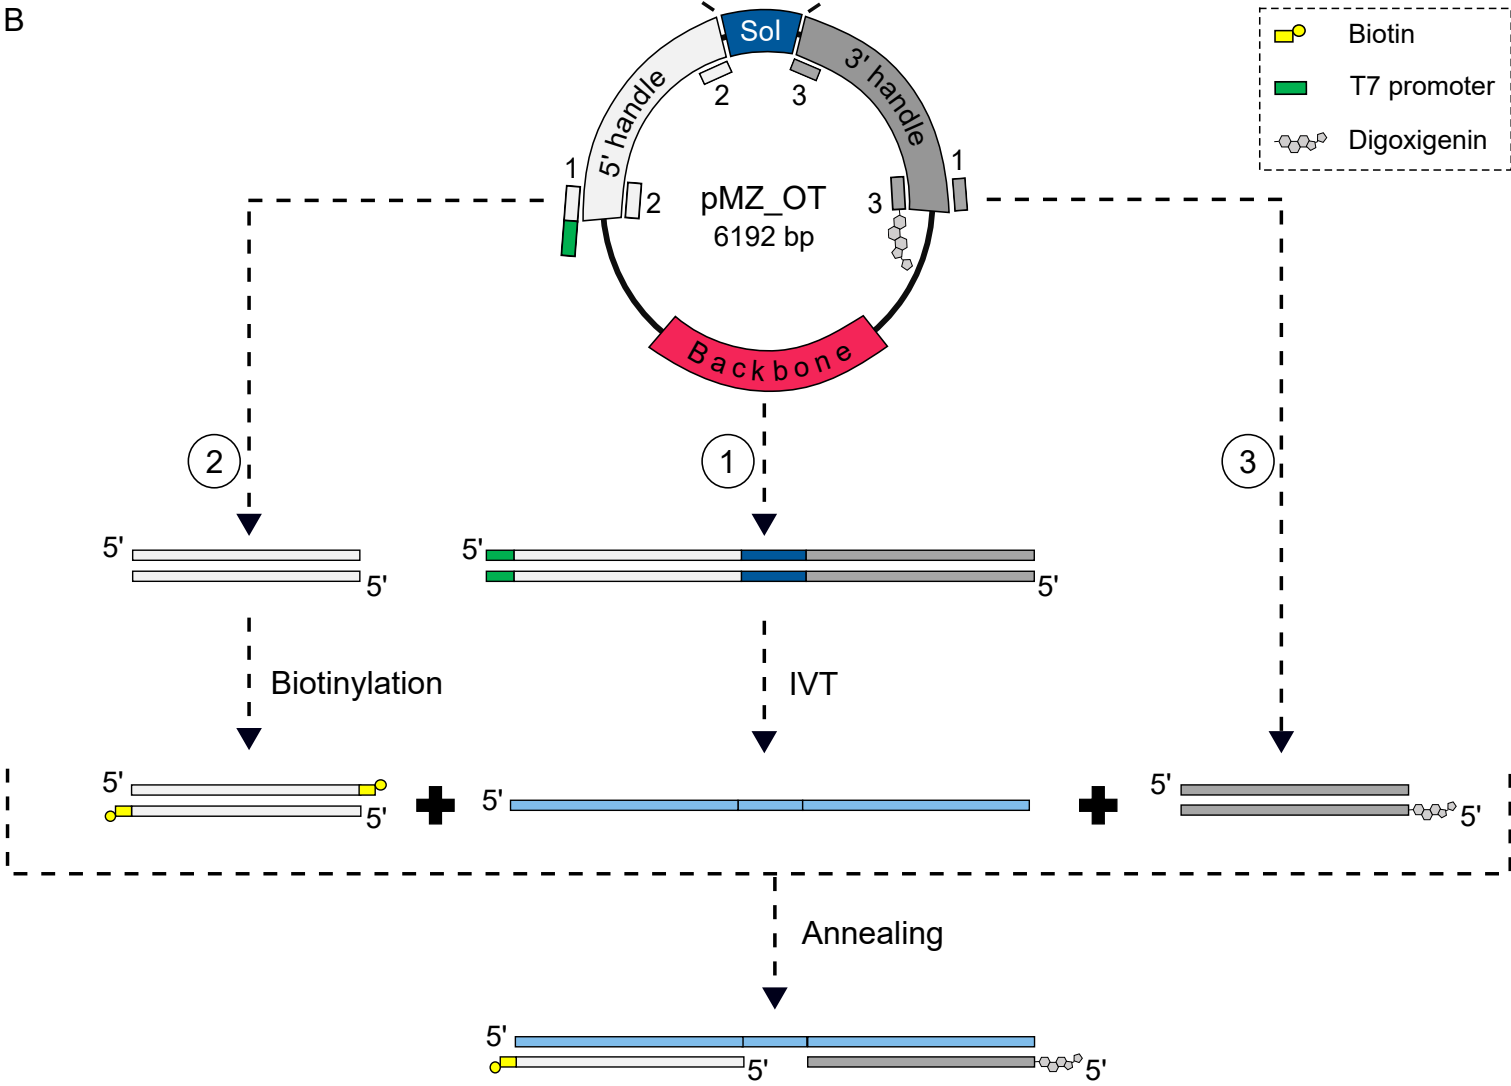 B
Sol
Biotin
T7 promoter
Digoxigenin
5' handle
3' handle
2
3
1
1
2
3
pMZ_OT
6192 bp
Backbone
2
1
3
5'
5'
5'
5'
Biotinylation
IVT
5'
5'
5'
5'
5'
Annealing
5'
5'
5'